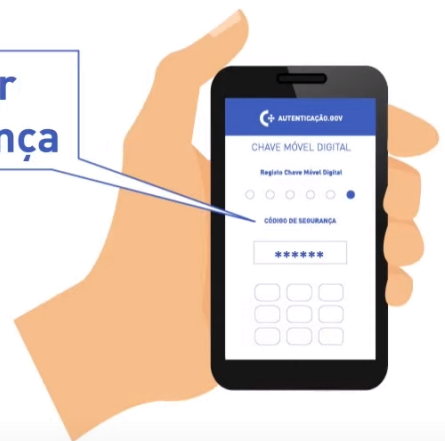 r
nça
AUTENTICAÇÃO.GOV
CHAVE MÓVEL DIGITAL
Registo Chave Móvel Digital
CÓDIGO DE SEGURANÇA
******